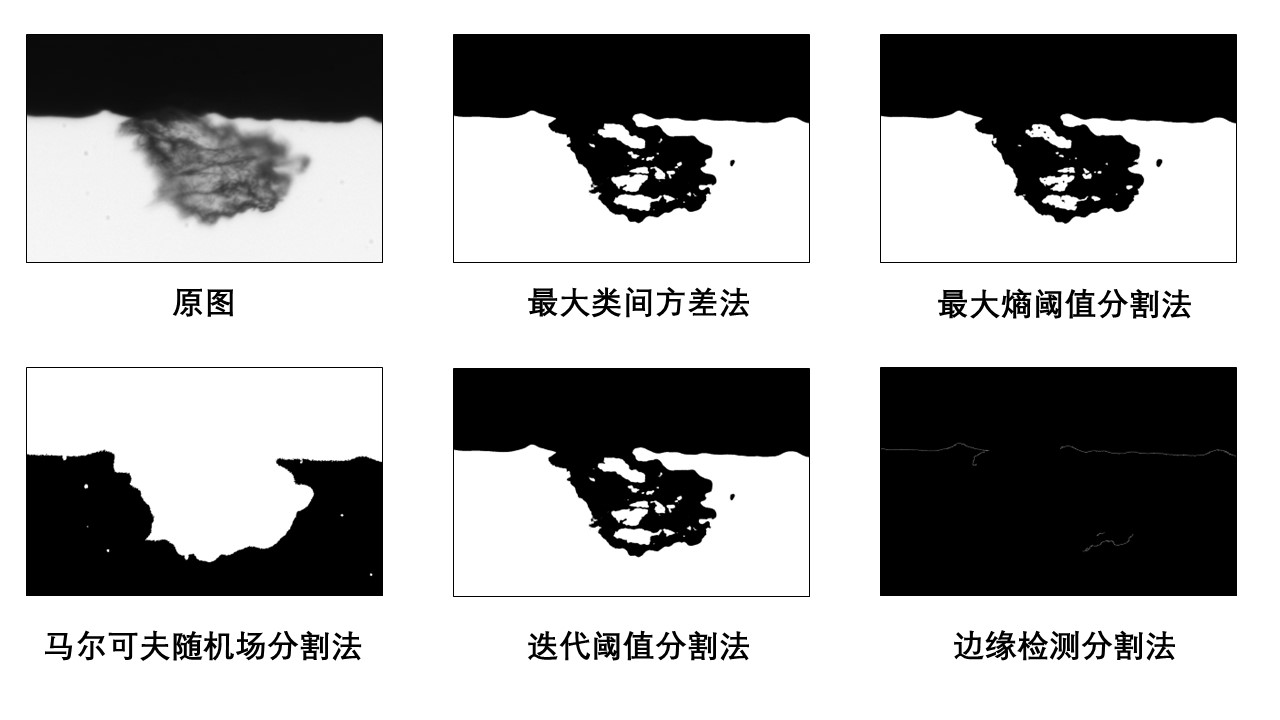 原图
最大类间方差法
最大熵阈值分割法
马尔可夫随机场分割法
迭代阈值分割法
边缘检测分割法